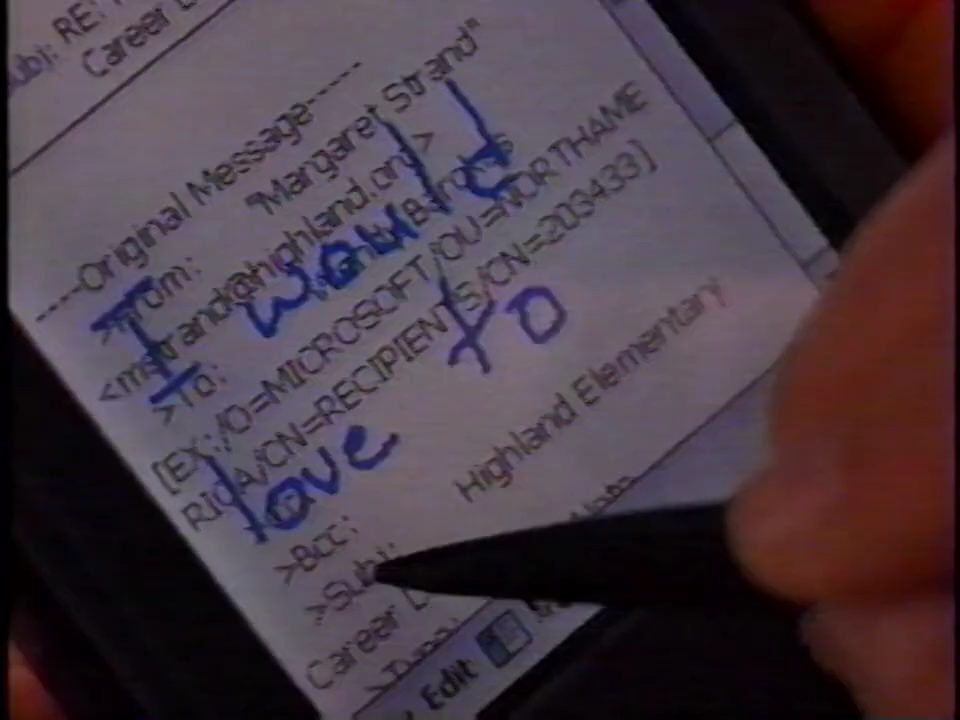 Subj: RE:
Career
-----Original Message-----
>From: "Margaret Strand"
<mstrand@highland.org>
>To:
[EX:/O=MICROSOFT/OU=NORTHAME
RICA/CN=RECIPIENTS/CN=203433]
>Bcc: Highland Elementary
>Subj:
Career
Edit
I would
love to